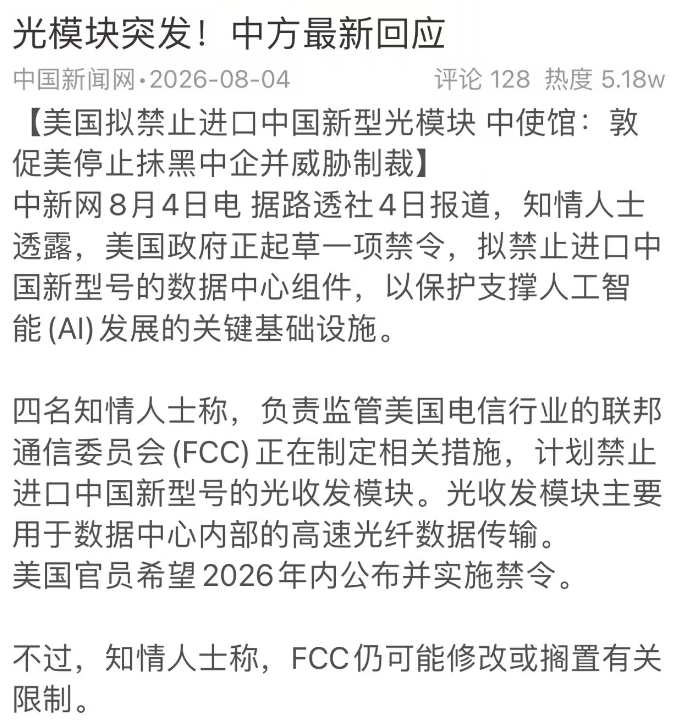 光模块突发！中方最新回应
中国新闻网•2026-08-04 评论 128 热度 5.18w
【美国拟禁止进口中国新型光模块 中使馆：敦
促美停止抹黑中企并威胁制裁】
中新网8月4日电 据路透社4日报道，知情人士
透露，美国政府正起草一项禁令，拟禁止进口中
国新型号的数据中心组件，以保护支撑人工智
能(AI)发展的关键基础设施。
四名知情人士称，负责监管美国电信行业的联邦
通信委员会(FCC)正在制定相关措施，计划禁止
进口中国新型号的光收发模块。光收发模块主要
用于数据中心内部的高速光纤数据传输。
美国官员希望2026年内公布并实施禁令。
不过，知情人士称，FCC仍可能修改或搁置有关
限制。